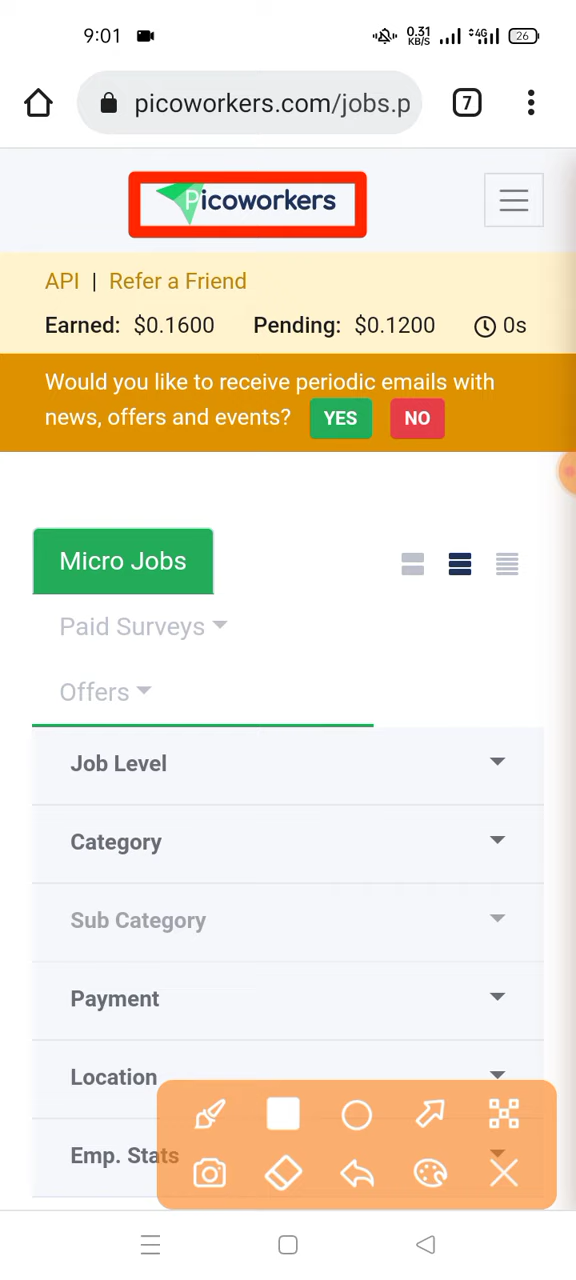 9:01 0.31 KB/S 4G 26
picoworkers.com/jobs.p 7
Picoworkers
API | Refer a Friend
Earned: $0.1600 Pending: $0.1200 0s
Would you like to receive periodic emails with
news, offers and events? YES NO
Micro Jobs
Paid Surveys
Offers
Job Level
Category
Sub Category
Payment
Location
Emp. Stats